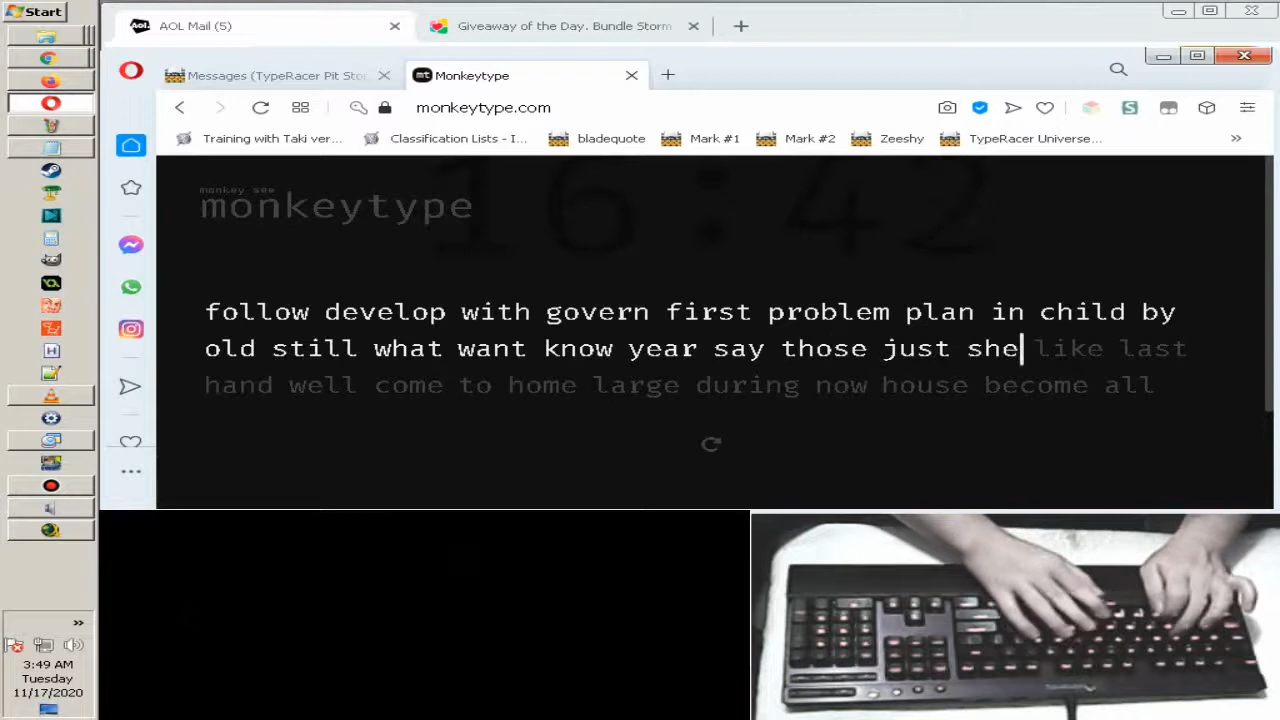 Start
AOL Mail (5)
Giveaway of the Day. Bundle Storm
Messages (TypeRacer Pit Sto
mt Monkeytype
monkeytype.com
Training with Taki ver...
Classification Lists - I...
bladequote
Mark #1
Mark #2
Zeeshy
TypeRacer Universe...
monkey see
monkeytype
16:42
follow develop with govern first problem plan in child by
old still what want know year say those just she like last
hand well come to home large during now house become all
3:49 AM
Tuesday
11/17/2020